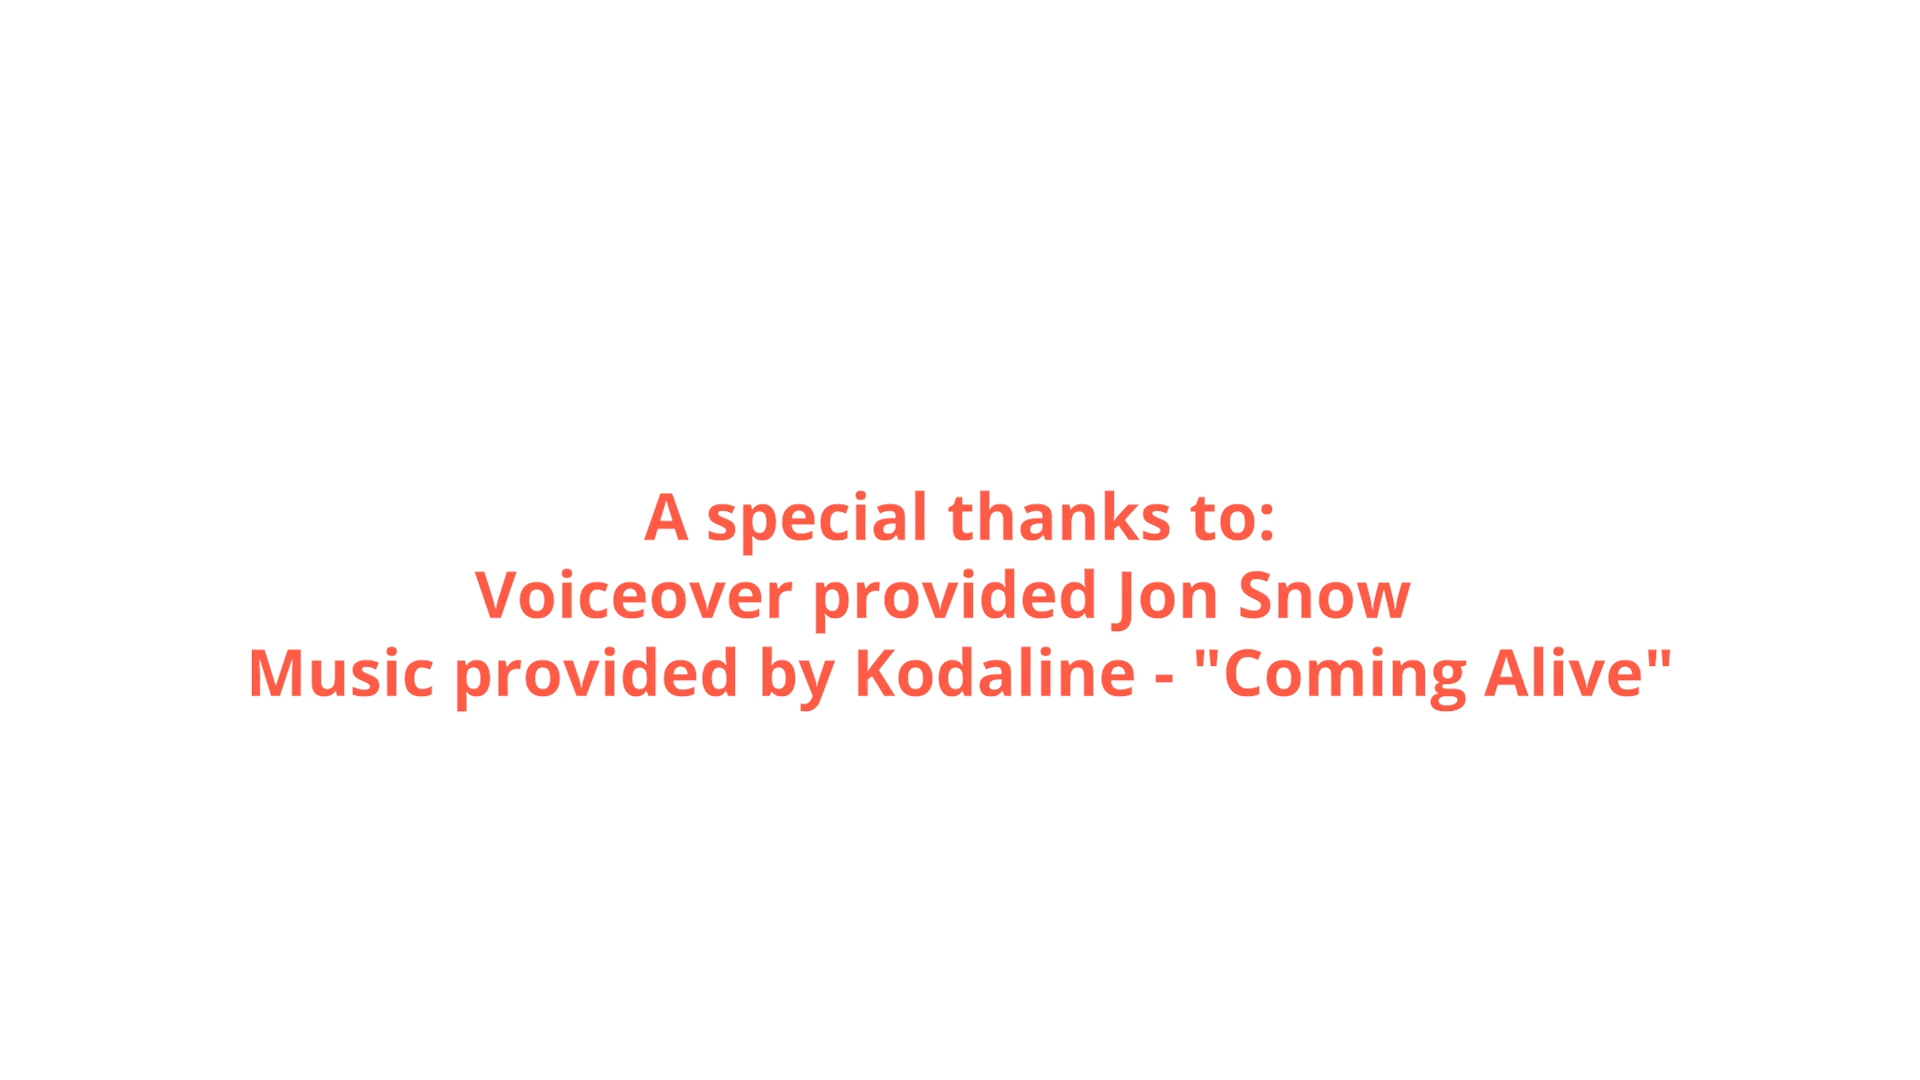 A special thanks to:
Voiceover provided Jon Snow
Music provided by Kodaline - "Coming Alive"